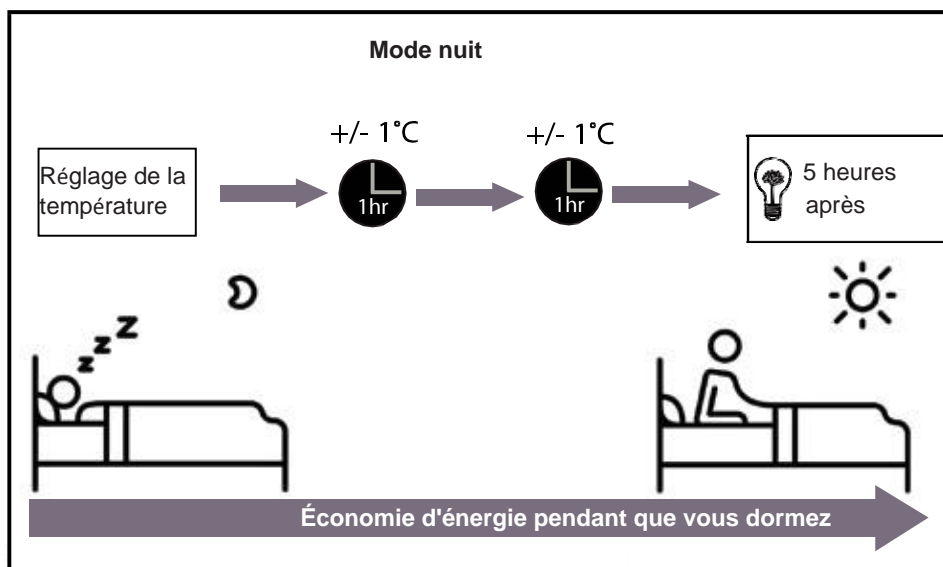 Mode nuit
+/- 1°C
+/- 1°C
Réglage de la
température
1hr
1hr
5 heures
après
z z Z
Économie d'énergie pendant que vous dormez